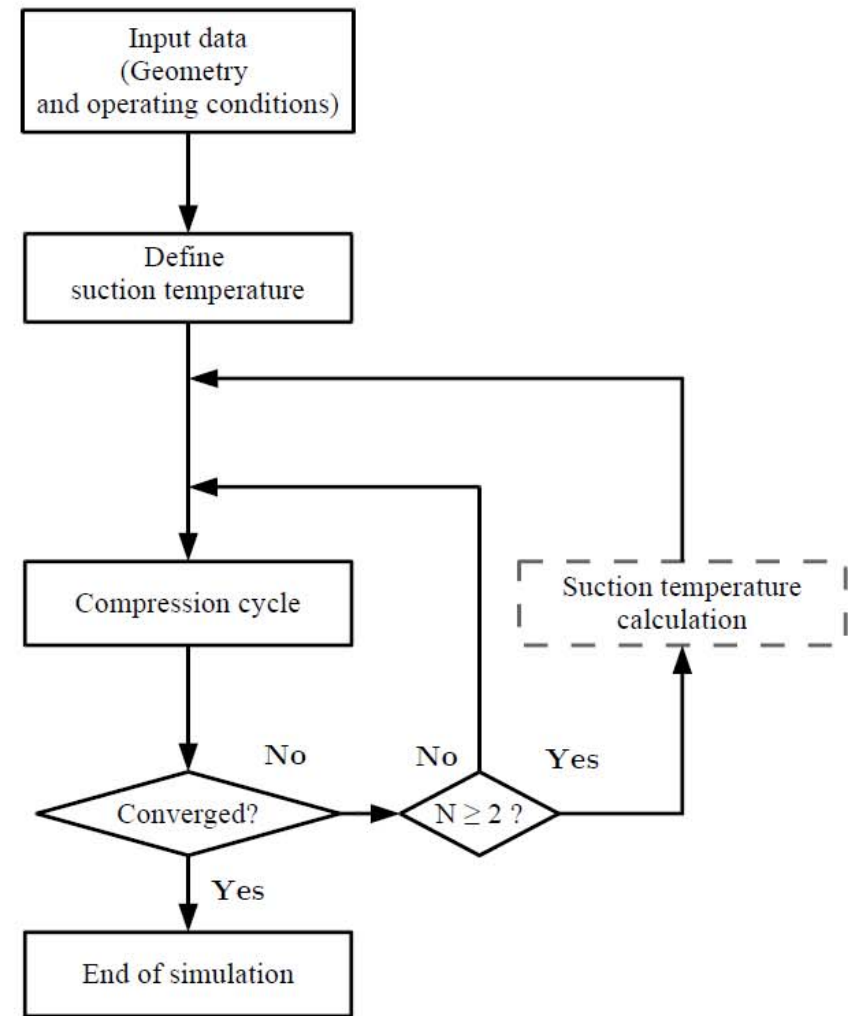 Input data
(Geometry
and operating conditions)
Define
suction temperature
Compression cycle
Suction temperature
calculation
No
No
Yes
Converged?
N ≥ 2 ?
Yes
End of simulation